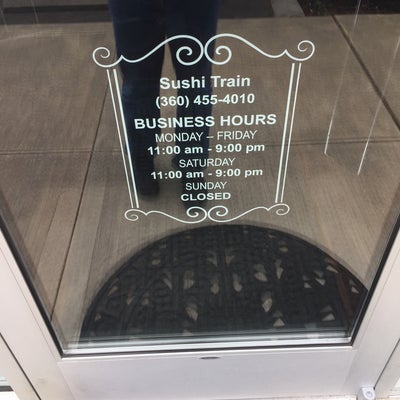 Sushi Train
(360) 455-4010
BUSINESS HOURS
MONDAY – FRIDAY
11:00 am - 9:00 pm
SATURDAY
11:00 am - 9:00 pm
SUNDAY
CLOSED